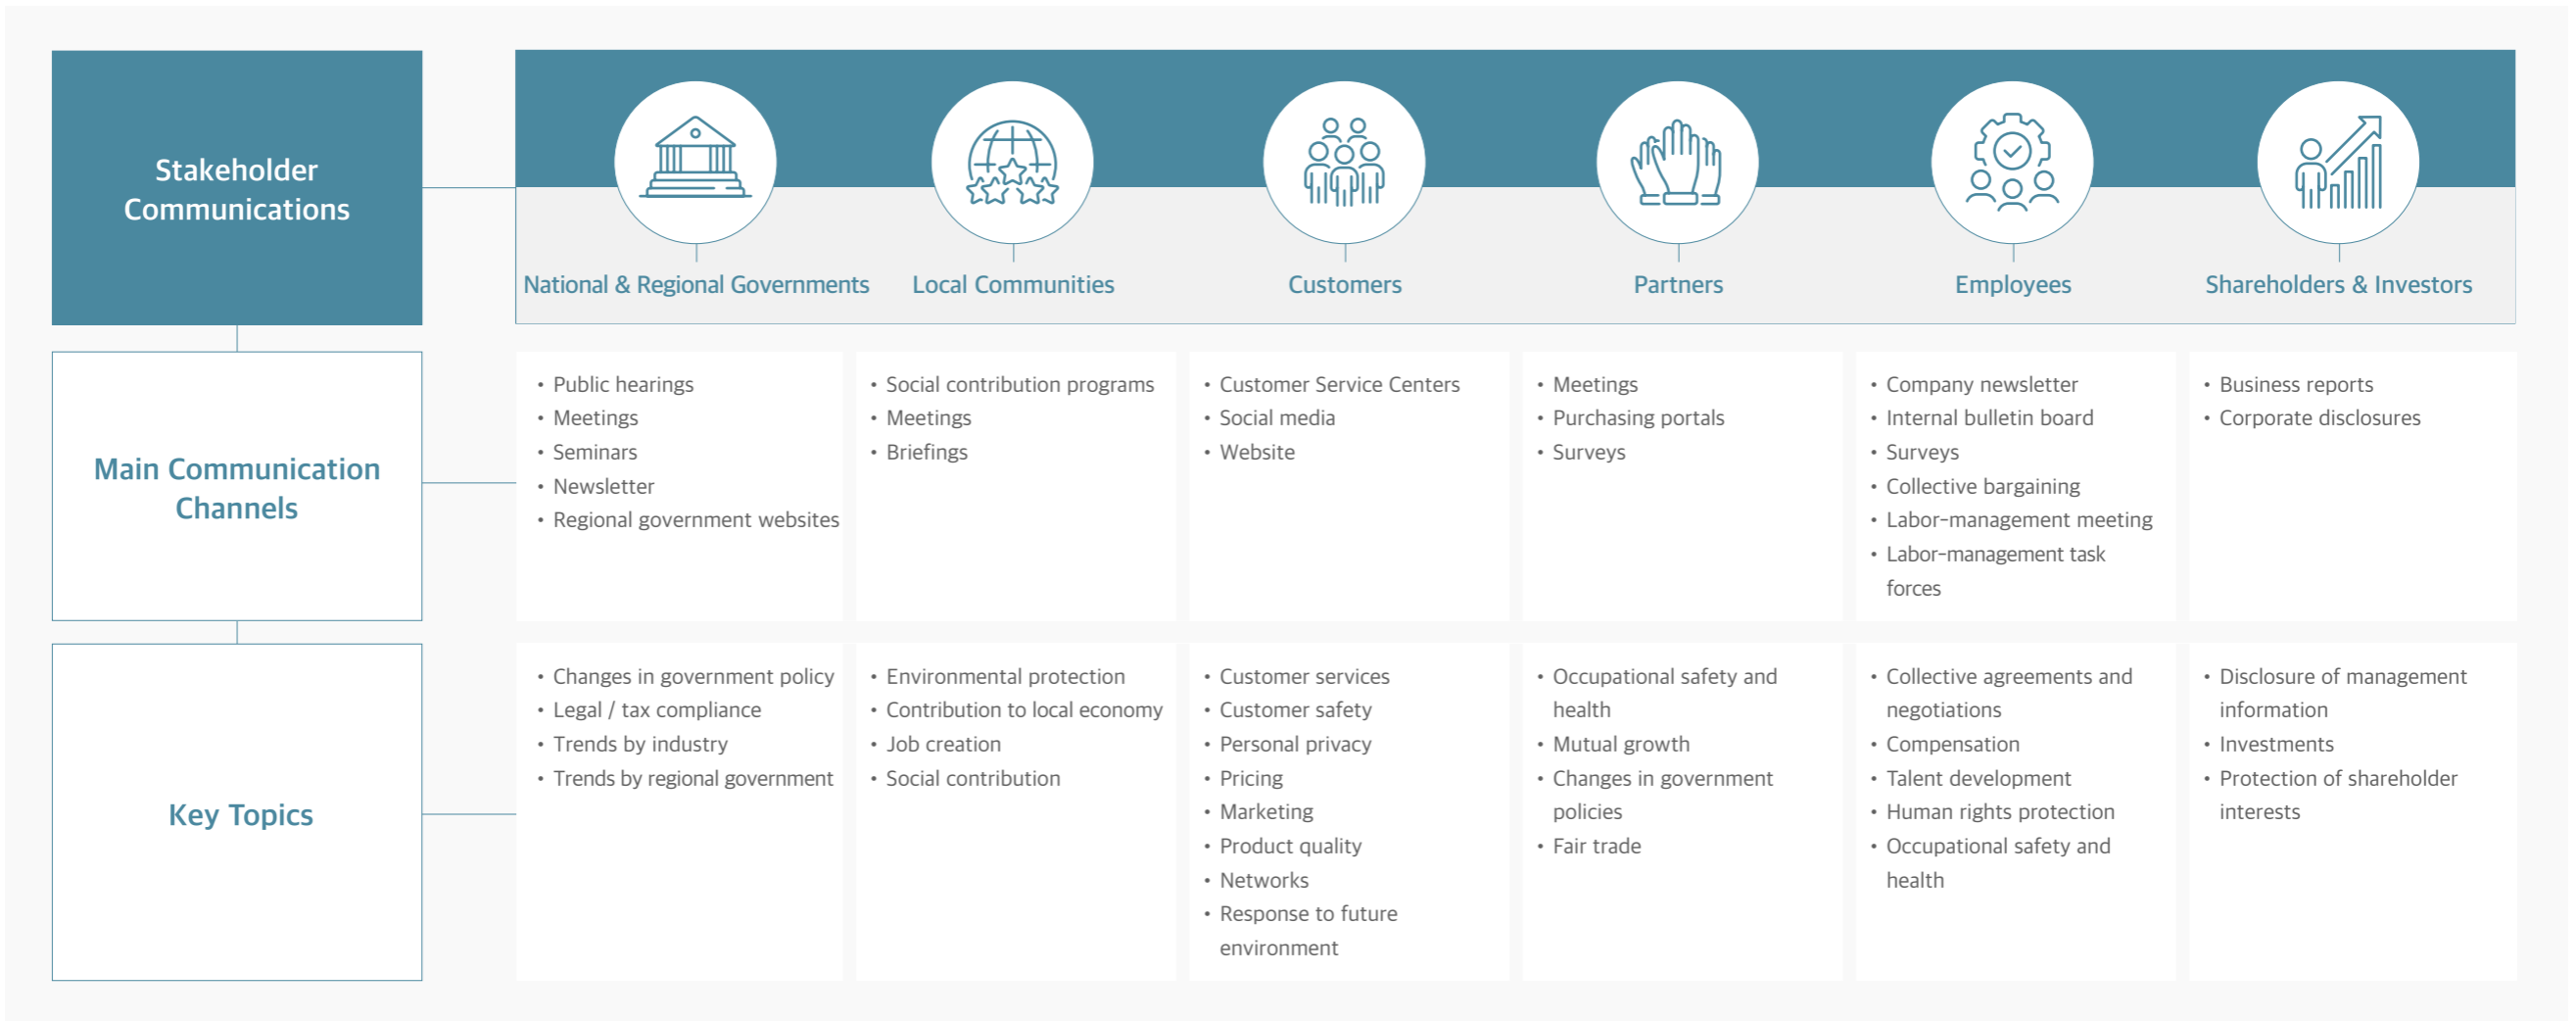 Stakeholder
Communications
National & Regional Governments
Local Communities
Customers
Partners
Employees
Shareholders & Investors
Main Communication
Channels
• Public hearings
• Meetings
• Seminars
• Newsletter
• Regional government websites
• Social contribution programs
• Meetings
• Briefings
• Customer Service Centers
• Social media
• Website
• Meetings
• Purchasing portals
• Surveys
• Company newsletter
• Internal bulletin board
• Surveys
• Collective bargaining
• Labor-management meeting
• Labor-management task
forces
• Business reports
• Corporate disclosures
Key Topics
• Changes in government policy
• Legal / tax compliance
• Trends by industry
• Trends by regional government
• Environmental protection
• Contribution to local economy
• Job creation
• Social contribution
• Customer services
• Customer safety
• Personal privacy
• Pricing
• Marketing
• Product quality
• Networks
• Response to future
environment
• Occupational safety and
health
• Mutual growth
• Changes in government
policies
• Fair trade
• Collective agreements and
negotiations
• Compensation
• Talent development
• Human rights protection
• Occupational safety and
health
• Disclosure of management
information
• Investments
• Protection of shareholder
interests